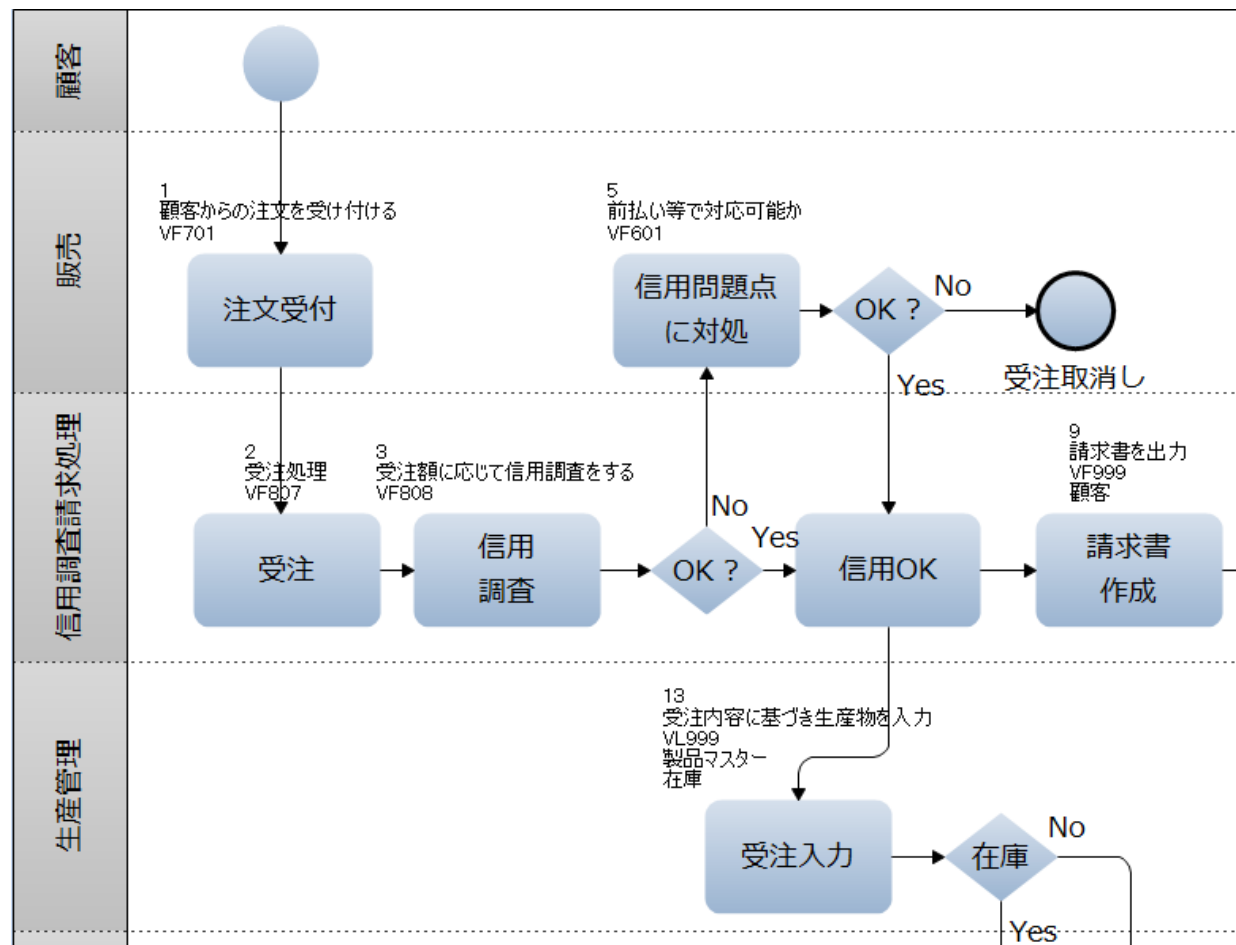 顧客
販売
1
顧客からの注文を受け付ける
VF701
注文受付
5
前払い等で対応可能か
VF601
信用問題点
に対処
OK ?
No
Yes
受注取消し
信用調査請求処理
2
受注処理
VF807
受注
3
受注額に応じて信用調査をする
VF808
信用
調査
OK ?
No
Yes
信用OK
9
請求書を出力
VF999
顧客
請求書
作成
生産管理
13
受注内容に基づき生産物を入力
VL999
製品マスター
在庫
受注入力
在庫
No
Yes